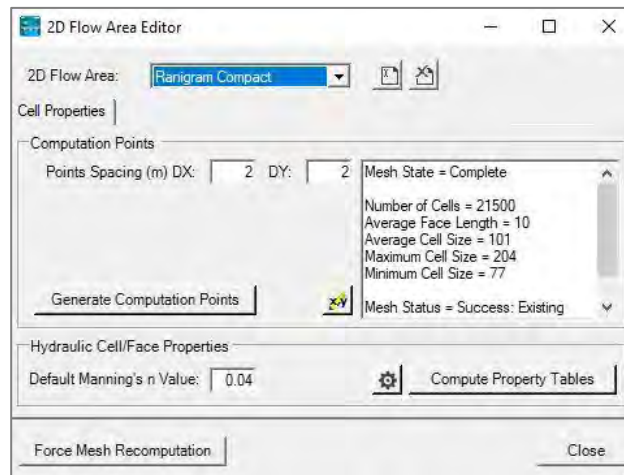 2D Flow Area Editor
2D Flow Area: Ranigram Compact
Cell Properties
Computation Points
Points Spacing (m) DX: 2 DY: 2
Mesh State = Complete
Number of Cells = 21500
Average Face Length = 10
Average Cell Size = 101
Maximum Cell Size = 204
Minimum Cell Size = 77
Generate Computation Points
x,y
Mesh Status = Success: Existing
Hydraulic Cell/Face Properties
Default Manning's n Value: 0.04
Compute Property Tables
Force Mesh Recomputation
Close